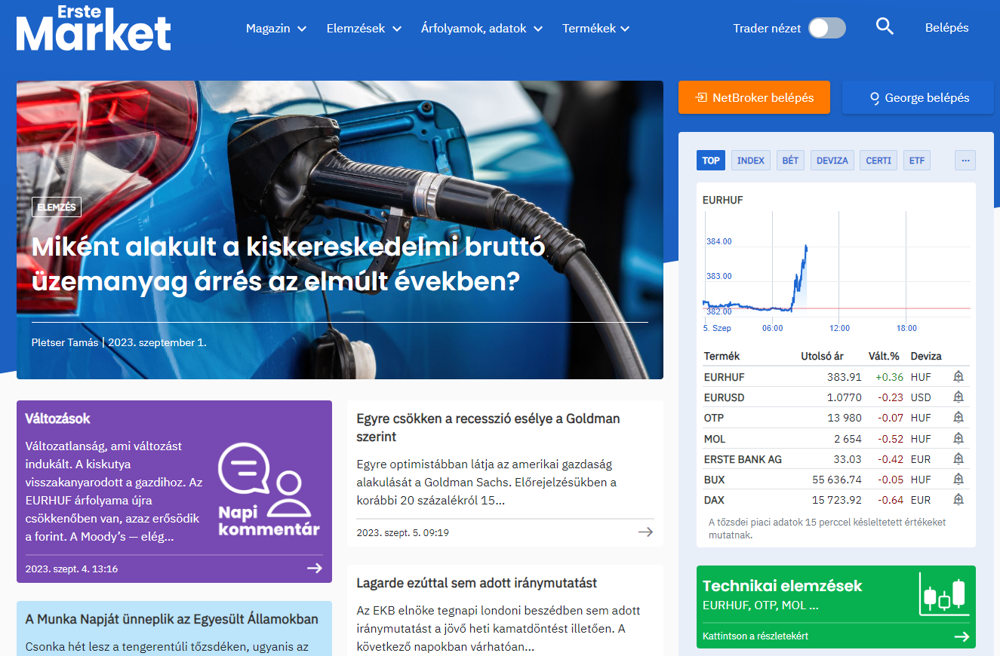 Erste
Market
Magazin
Elemzések
Árfolyamok, adatok
Termékek
Trader nézet
Belépés
NetBroker belépés
George belépés
ELEMZÉS
Miként alakult a kiskereskedelmi bruttó
üzemanyag árrés az elmúlt években?
Pletser Tamás | 2023. szeptember 1.
TOP INDEX BÉT DEVIZA CERTI ETF ...
EURHUF
384.00
383.00
382.00
5. Szep 06:00 12:00 18:00
Termék Utolsó ár Vált.% Deviza
EURHUF 383.91 +0.36 HUF
EURUSD 1.0770 -0.23 USD
OTP 13 980 -0.07 HUF
MOL 2 654 -0.52 HUF
ERSTE BANK AG 33.03 -0.42 EUR
BUX 55 636.74 -0.05 HUF
DAX 15 723.92 -0.64 EUR
A tőzsdei piaci adatok 15 perccel késleltetett értékeket
mutatnak.
Technikai elemzések
EURHUF, OTP, MOL ...
Kattintson a részletekért
Változások
Változatlanság, ami változást
indukált. A kiskutya
visszakanyarodott a gazdihoz. Az
EURHUF árfolyama újra
csökkenőben van, azaz erősödik
a forint. A Moody’s — elég...
Napi
kommentár
2023. szept. 4. 13:16
A Munka Napját ünneplik az Egyesült Államokban
Csonka hét lesz a tengerentúli tőzsdéken, ugyanis az
Egyre csökken a recesszió esélye a Goldman
szerint
Egyre optimistábban látja az amerikai gazdaság
alakulását a Goldman Sachs. Előrejelzésükben a
korábbi 20 százalékról 15...
2023. szept. 5. 09:19
Lagarde ezúttal sem adott iránymutatást
Az EKB elnöke tegnapi londoni beszédben sem adott
iránymutatást a jövő heti kamatdöntést illetően. A
következő napokban várhatóan...